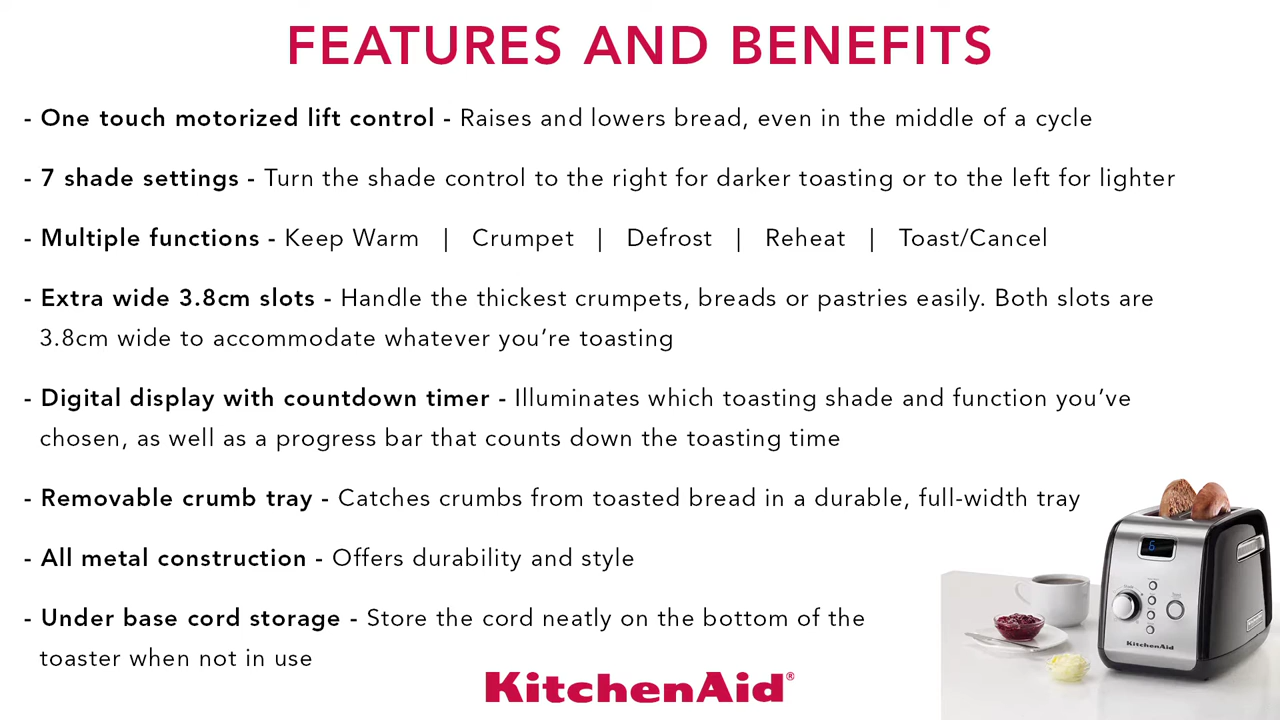 FEATURES AND BENEFITS
- One touch motorized lift control - Raises and lowers bread, even in the middle of a cycle
- 7 shade settings - Turn the shade control to the right for darker toasting or to the left for lighter
- Multiple functions - Keep Warm | Crumpet | Defrost | Reheat | Toast/Cancel
- Extra wide 3.8cm slots - Handle the thickest crumpets, breads or pastries easily. Both slots are
3.8cm wide to accommodate whatever you’re toasting
- Digital display with countdown timer - Illuminates which toasting shade and function you’ve
chosen, as well as a progress bar that counts down the toasting time
- Removable crumb tray - Catches crumbs from toasted bread in a durable, full-width tray
- All metal construction - Offers durability and style
- Under base cord storage - Store the cord neatly on the bottom of the
toaster when not in use
6
KitchenAid
KitchenAid®